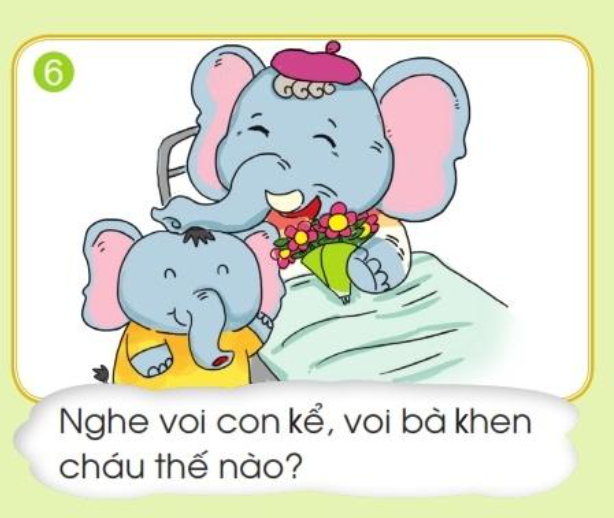 6
Nghe voi con kể, voi bà khen
cháu thế nào?